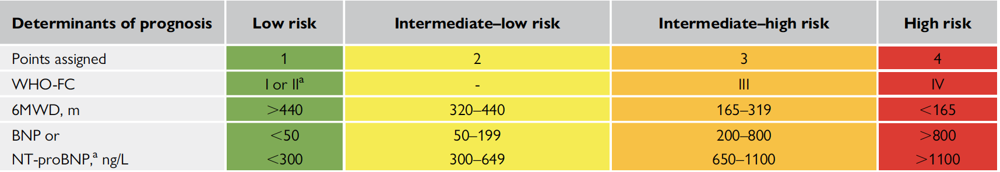 Determinants of prognosis Low risk Intermediate–low risk Intermediate–high risk High risk
Points assigned 1 2 3 4
WHO-FC I or IIᵃ - III IV
6MWD, m >440 320–440 165–319 <165
BNP or <50 50–199 200–800 >800
NT-proBNP,ᵃ ng/L <300 300–649 650–1100 >1100